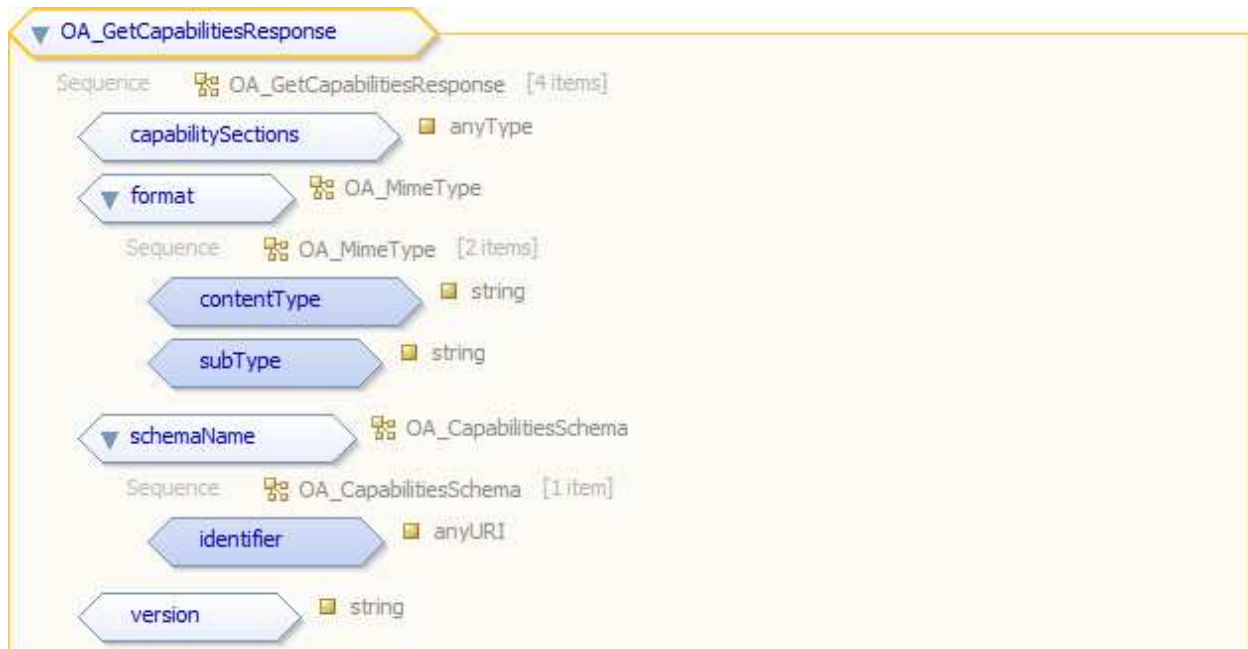 OA_GetCapabilitiesResponse
Sequence OA_GetCapabilitiesResponse [4 items]
capabilitySections anyType
format OA_MimeType
Sequence OA_MimeType [2 items]
contentType string
subType string
schemaName OA_CapabilitiesSchema
Sequence OA_CapabilitiesSchema [1 item]
identifier anyURI
version string